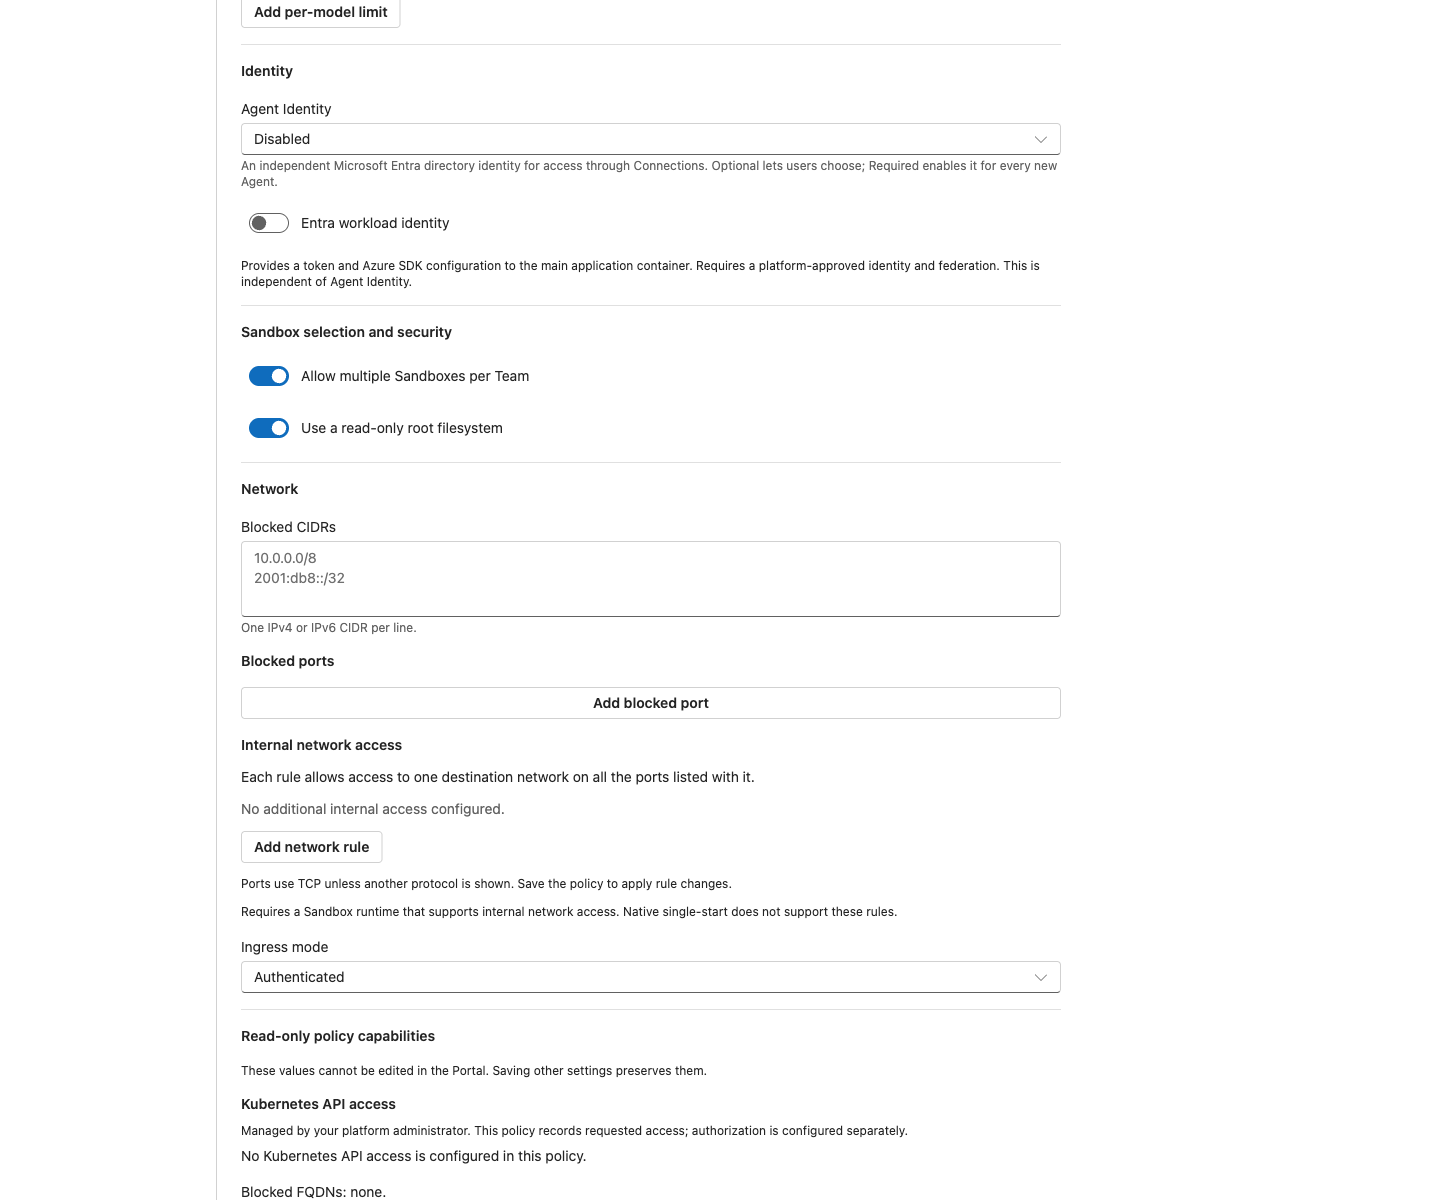 Add per-model limit
Identity
Agent Identity
Disabled
An independent Microsoft Entra directory identity for access through Connections. Optional lets users choose; Required enables it for every new
Agent.
Entra workload identity
Provides a token and Azure SDK configuration to the main application container. Requires a platform-approved identity and federation. This is
independent of Agent Identity.
Sandbox selection and security
Allow multiple Sandboxes per Team
Use a read-only root filesystem
Network
Blocked CIDRs
10.0.0.0/8
2001:db8::/32
One IPv4 or IPv6 CIDR per line.
Blocked ports
Add blocked port
Internal network access
Each rule allows access to one destination network on all the ports listed with it.
No additional internal access configured.
Add network rule
Ports use TCP unless another protocol is shown. Save the policy to apply rule changes.
Requires a Sandbox runtime that supports internal network access. Native single-start does not support these rules.
Ingress mode
Authenticated
Read-only policy capabilities
These values cannot be edited in the Portal. Saving other settings preserves them.
Kubernetes API access
Managed by your platform administrator. This policy records requested access; authorization is configured separately.
No Kubernetes API access is configured in this policy.
Blocked FQDNs: none.